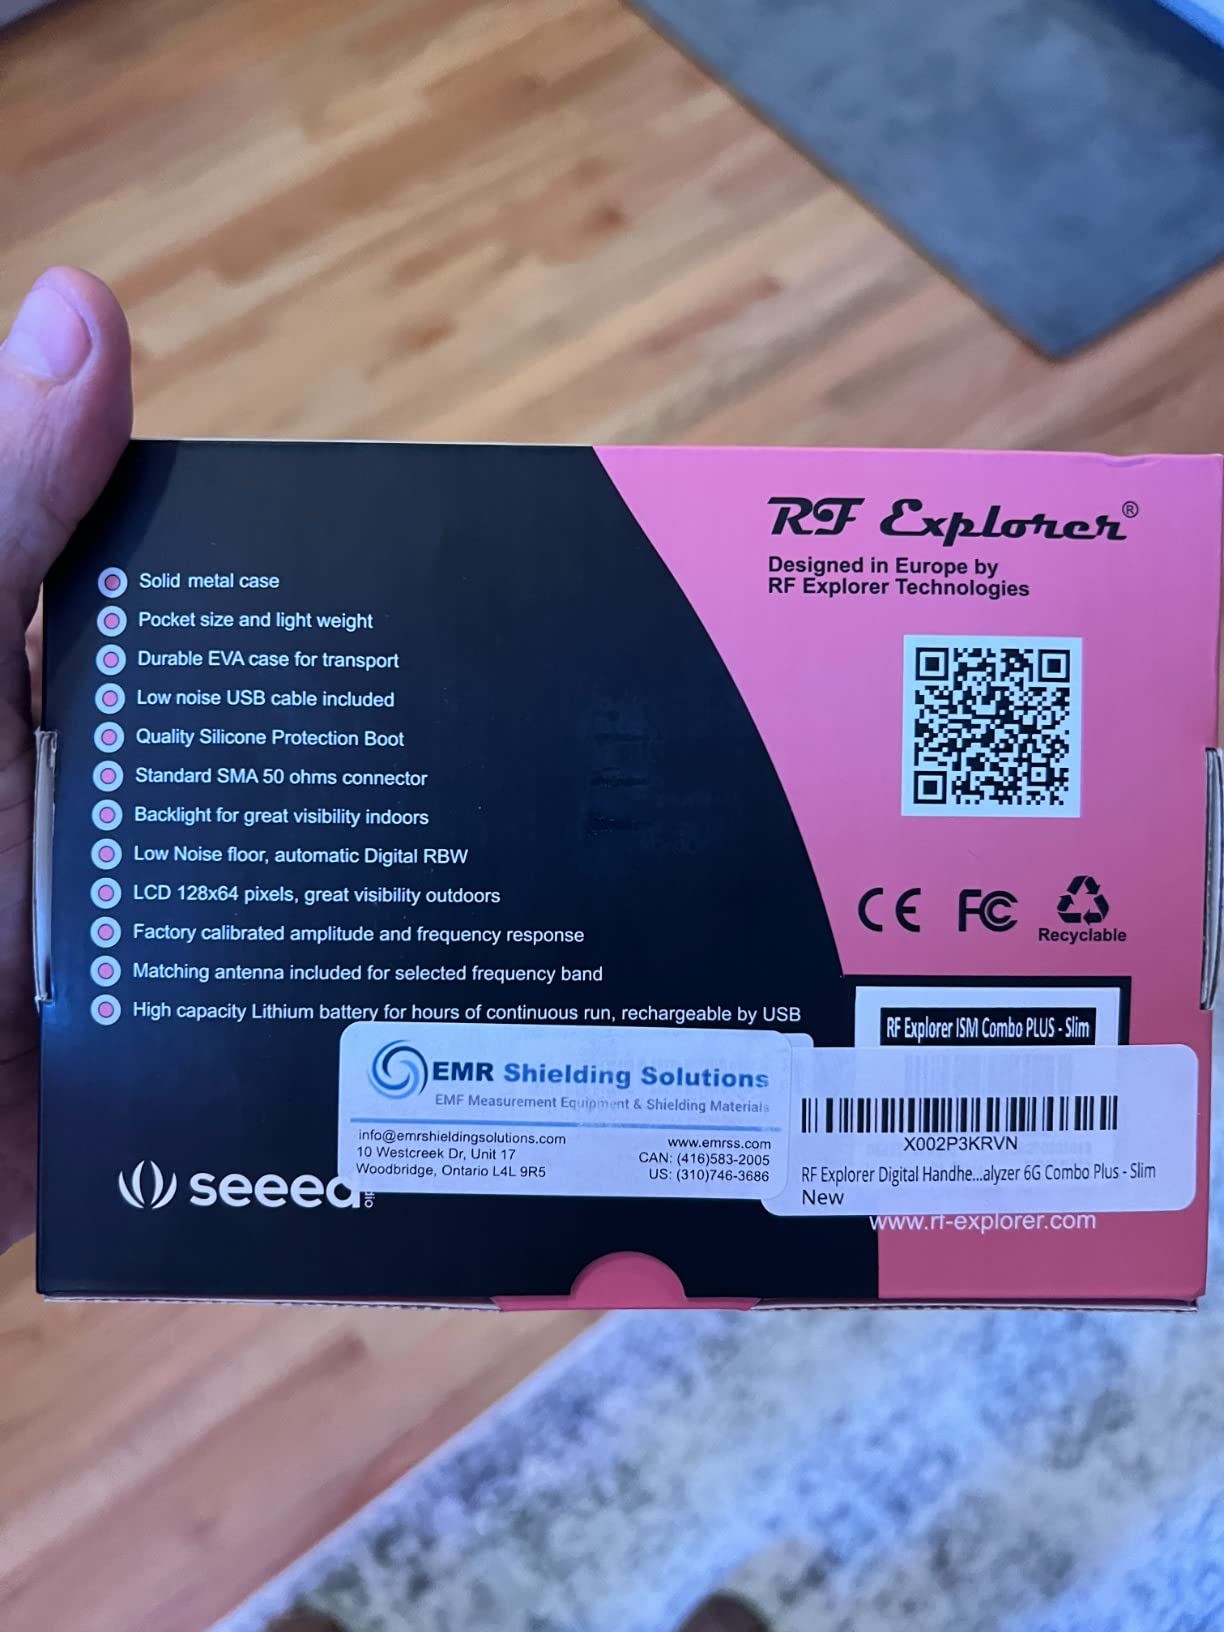 RF Explorer®
Designed in Europe by
RF Explorer Technologies
Solid metal case
Pocket size and light weight
Durable EVA case for transport
Low noise USB cable included
Quality Silicone Protection Boot
Standard SMA 50 ohms connector
Backlight for great visibility indoors
Low Noise floor, automatic Digital RBW
LCD 128x64 pixels, great visibility outdoors
Factory calibrated amplitude and frequency response
Matching antenna included for selected frequency band
High capacity Lithium battery for hours of continuous run, rechargeable by USB
CE FC
Recyclable
RF Explorer ISM Combo PLUS - Slim
EMR Shielding Solutions
EMF Measurement Equipment & Shielding Materials
info@emrshieldingsolutions.com
10 Westcreek Dr, Unit 17
Woodbridge, Ontario L4L 9R5
www.emrss.com
CAN: (416)583-2005
US: (310)746-3686
X002P3KRVN
RF Explorer Digital Handhe...alyzer 6G Combo Plus - Slim
New
seeed
www.rf-explorer.com